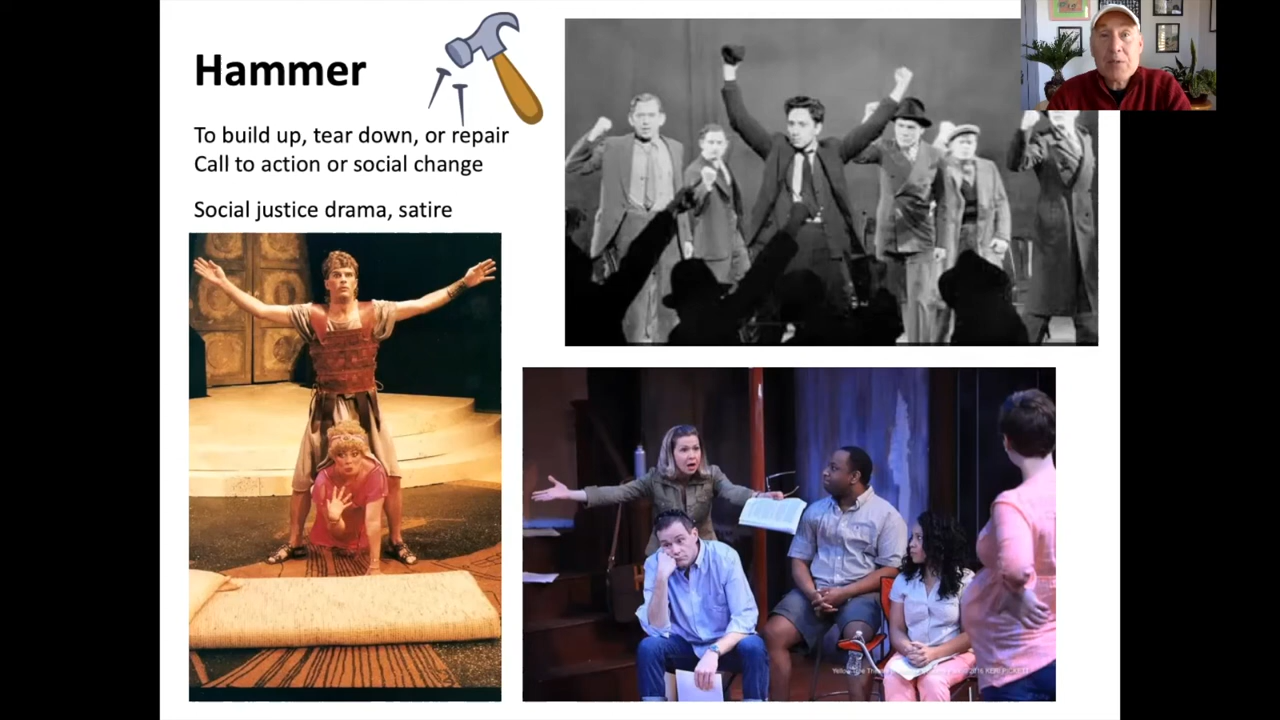 Hammer
To build up, tear down, or repair
Call to action or social change
Social justice drama, satire